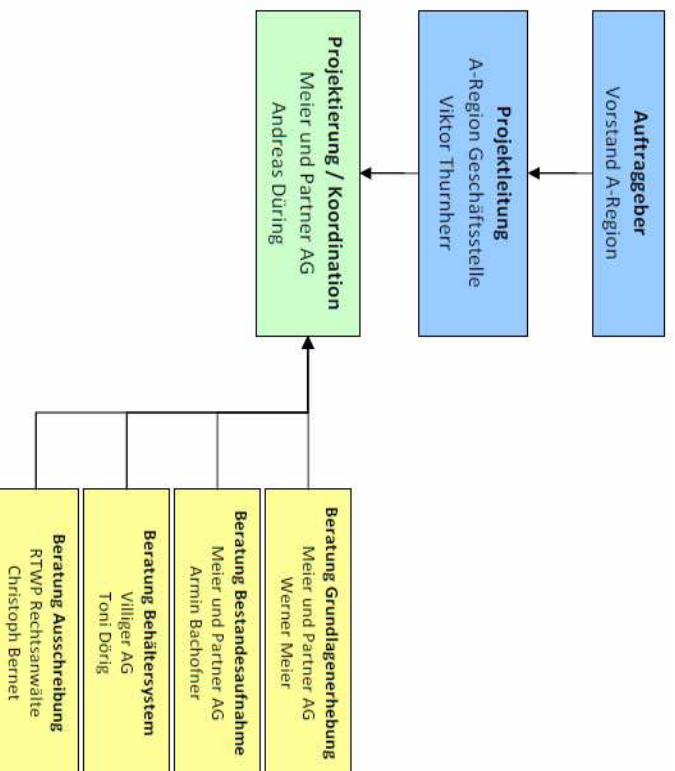 Auftraggeber
Vorstand A-Region
Projektleitung
A-Region Geschäftsstelle
Viktor Thurnherr
Projektierung / Koordination
Meier und Partner AG
Andreas Düring
Beratung Grundlagenerhebung
Meier und Partner AG
Werner Meier
Beratung Bestandesaufnahme
Meier und Partner AG
Armin Bachofner
Beratung Behältersystem
Villiger AG
Toni Dörig
Beratung Ausschreibung
RTWP Rechtsanwälte
Christoph Bernet